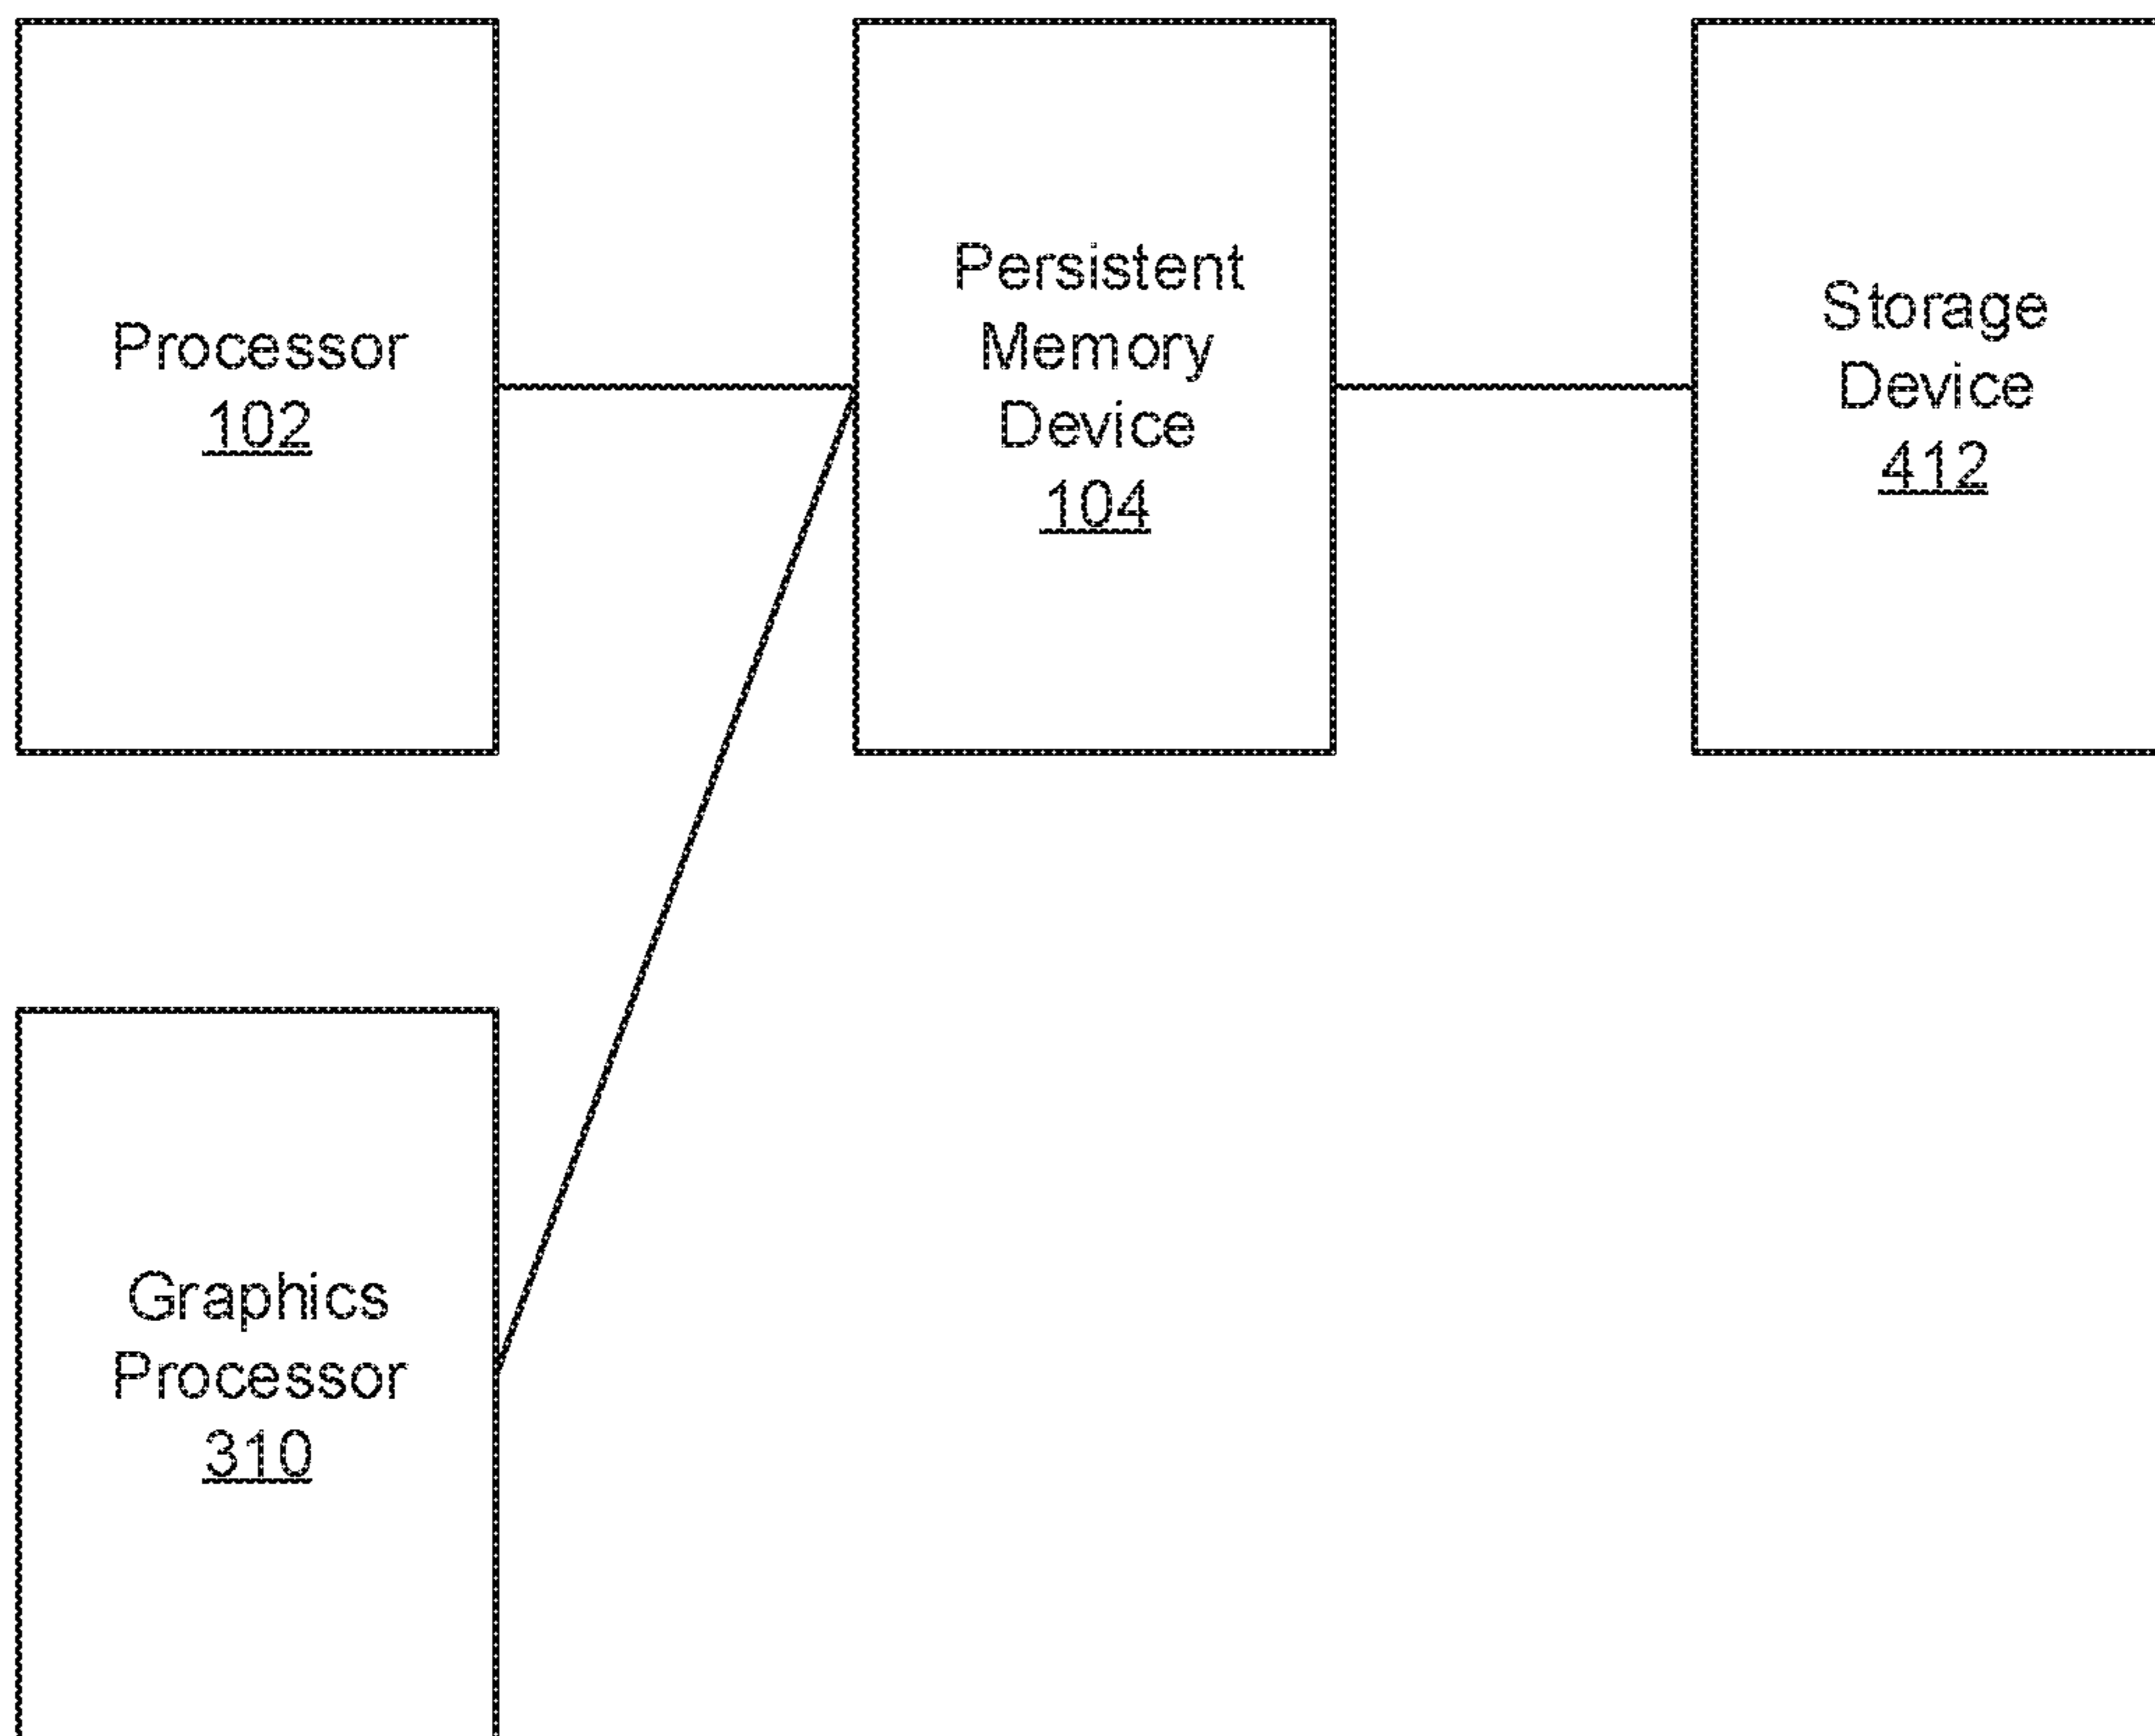 Processor
102
Persistent
Memory
Device
104
Storage
Device
412
Graphics
Processor
310